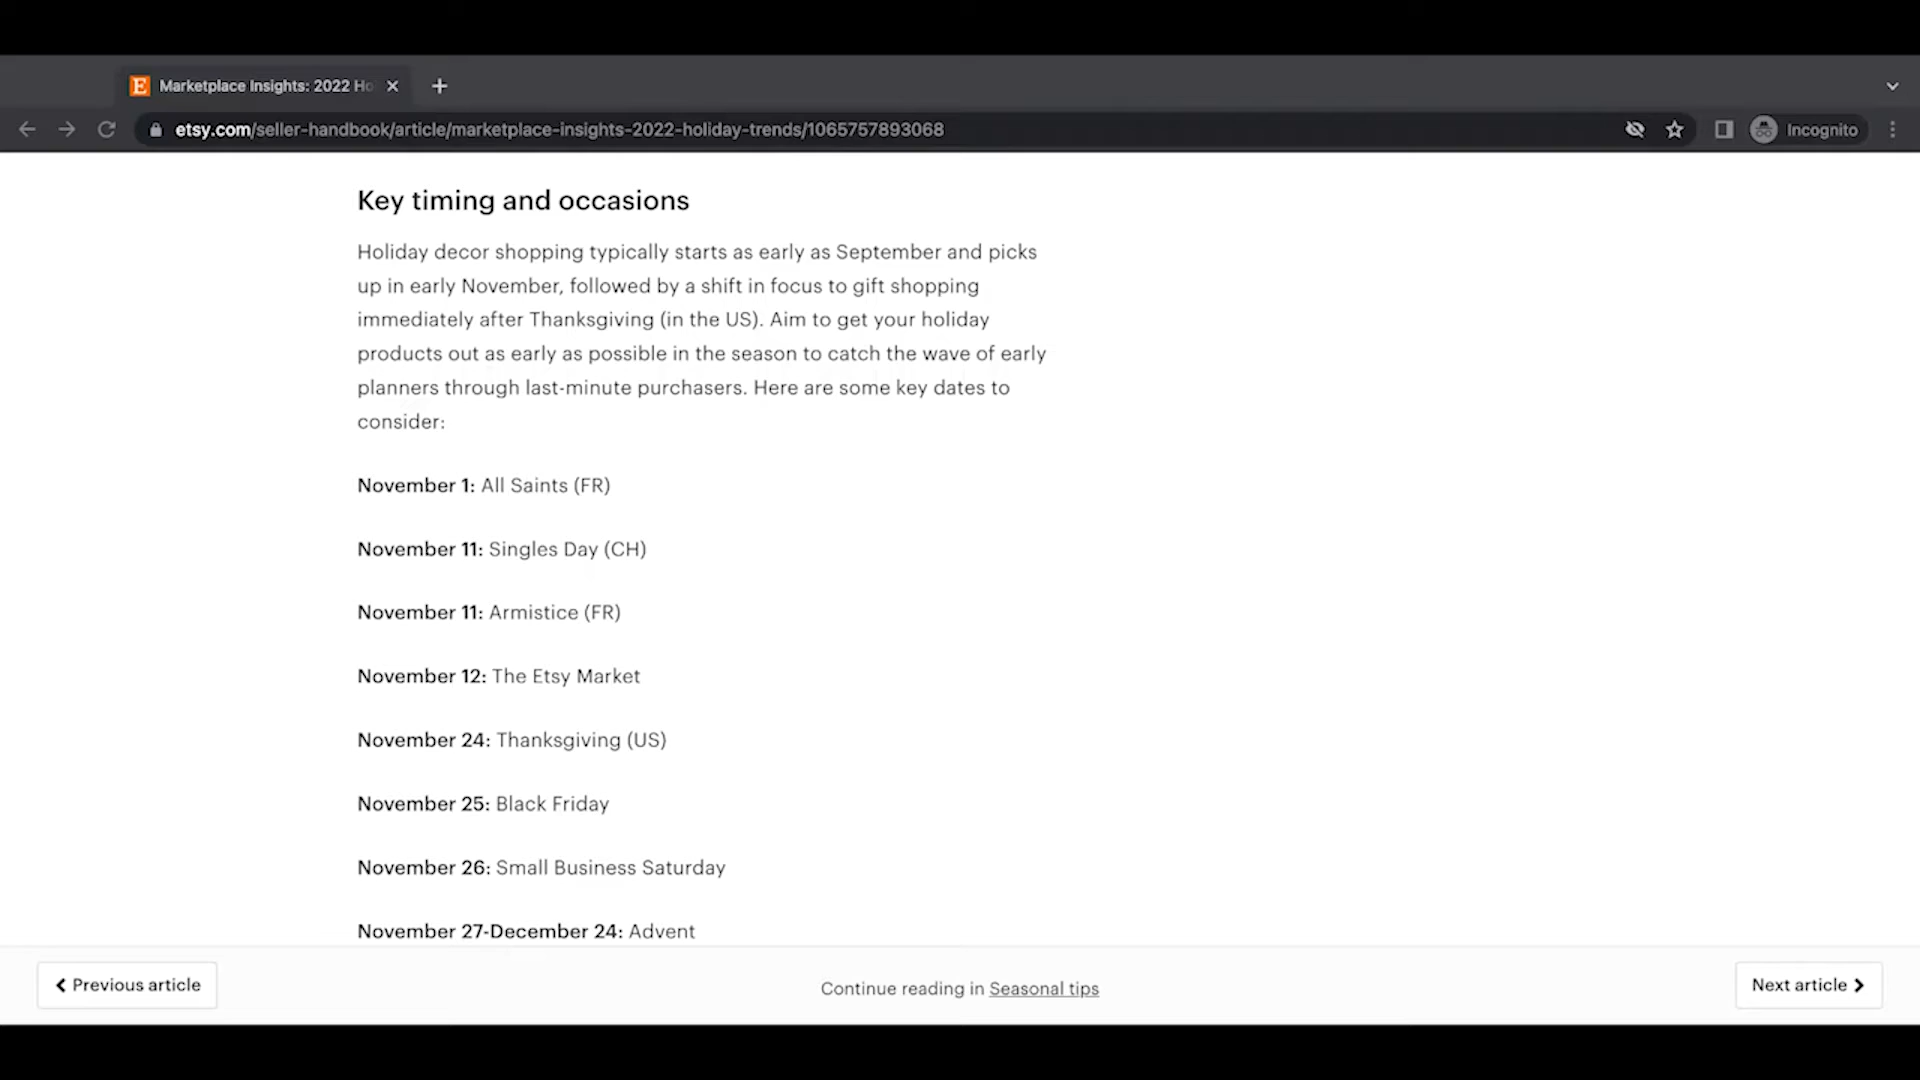 Marketplace Insights: 2022 Ho
etsy.com/seller-handbook/article/marketplace-insights-2022-holiday-trends/1065757893068
Incognito
Key timing and occasions
Holiday decor shopping typically starts as early as September and picks
up in early November, followed by a shift in focus to gift shopping
immediately after Thanksgiving (in the US). Aim to get your holiday
products out as early as possible in the season to catch the wave of early
planners through last-minute purchasers. Here are some key dates to
consider:
November 1: All Saints (FR)
November 11: Singles Day (CH)
November 11: Armistice (FR)
November 12: The Etsy Market
November 24: Thanksgiving (US)
November 25: Black Friday
November 26: Small Business Saturday
November 27-December 24: Advent
Previous article
Continue reading in Seasonal tips
Next article